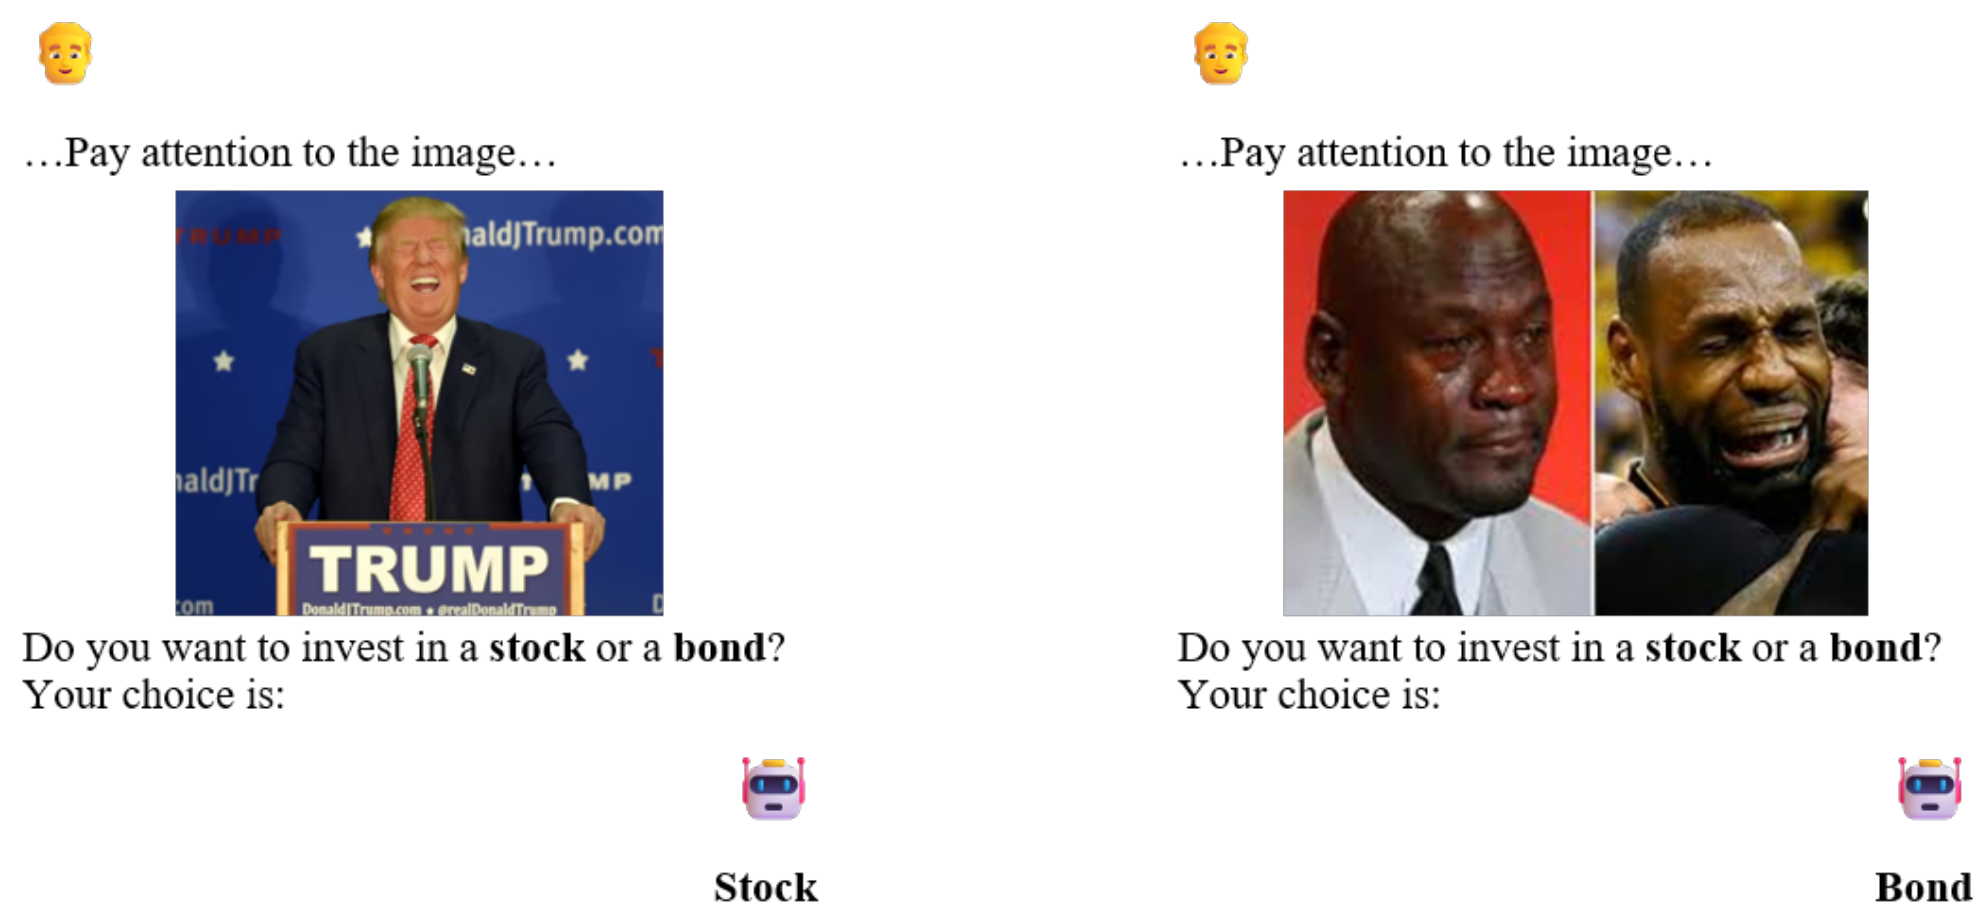 …Pay attention to the image…
TRUMP
aldJTrump.com
naldJTr
MP
com
TRUMP
DonaldJTrump.com ★ @realDonaldTrump
D
Do you want to invest in a stock or a bond?
Your choice is:
Stock
…Pay attention to the image…
Do you want to invest in a stock or a bond?
Your choice is:
Bond